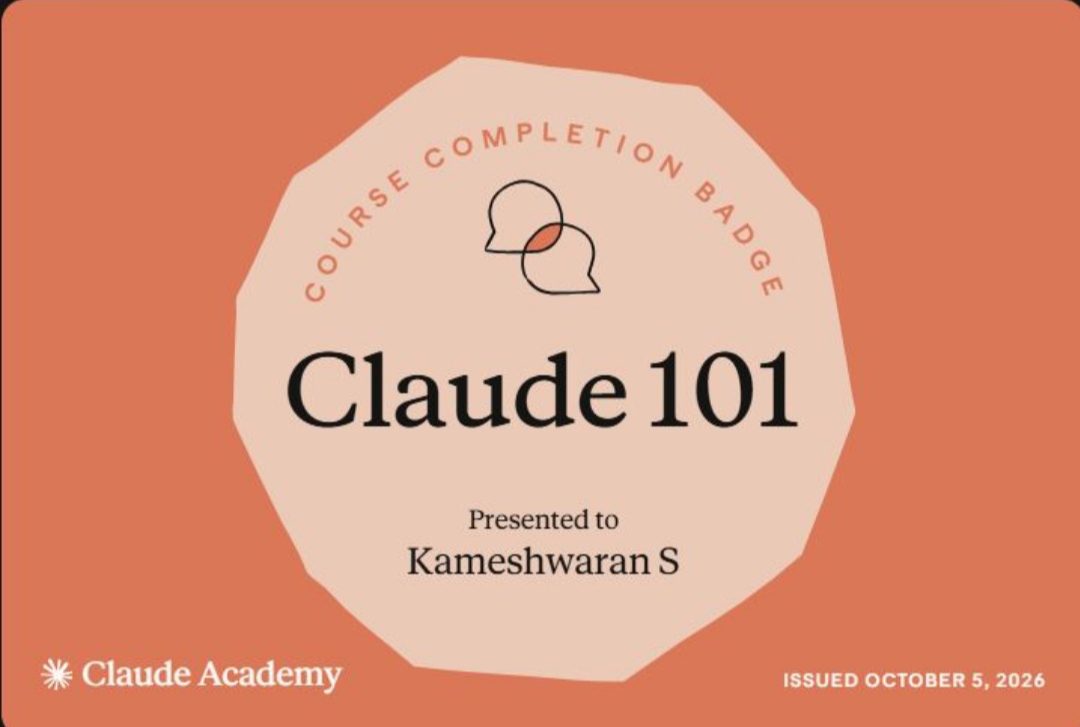 COURSE COMPLETION BADGE
Claude 101
Presented to
Kameshwaran S
Claude Academy
ISSUED OCTOBER 5, 2026